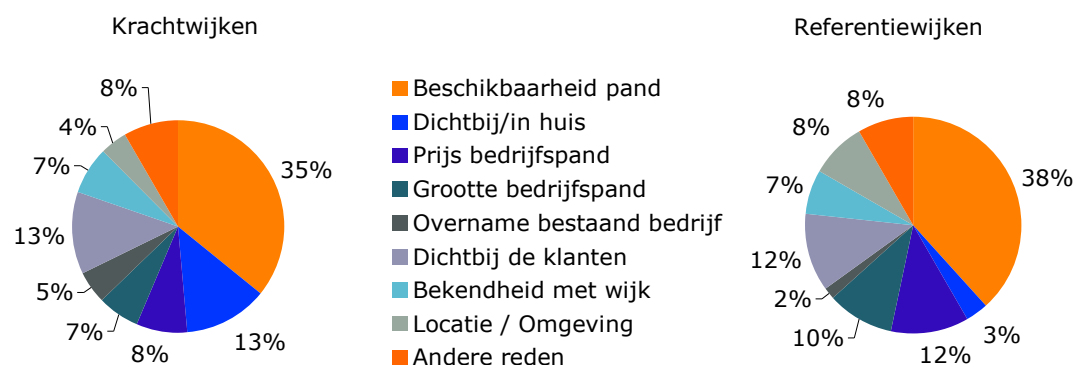 Krachtwijken
Referentiewijken
8%
4%
7%
13%
5%
7%
8%
13%
35%
Beschikbaarheid pand
Dichtbij/in huis
Prijs bedrijfspand
Grootte bedrijfspand
Overname bestaand bedrijf
Dichtbij de klanten
Bekendheid met wijk
Locatie / Omgeving
Andere reden
8%
8%
7%
12%
2%
10%
12%
3%
38%